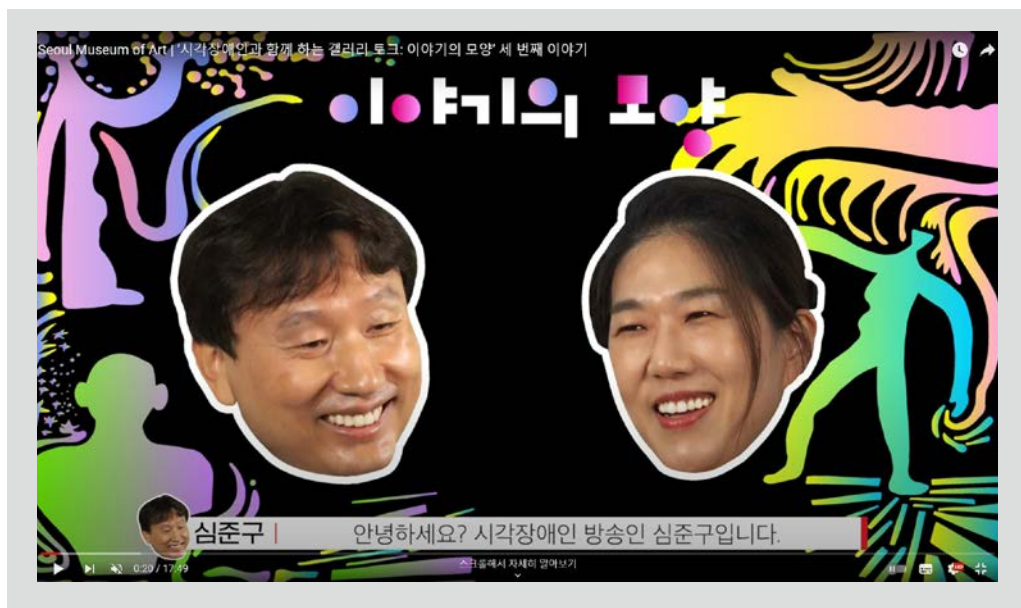 Seoul Museum of Art | '시각장애인과 함께 하는 갤러리 토크: 이야기의 모양' 세 번째 이야기
이야기의 모양
심준구 | 안녕하세요? 시각장애인 방송인 심준구입니다.
0:20 / 17:49
스크롤해서 자세히 알아보기
HD